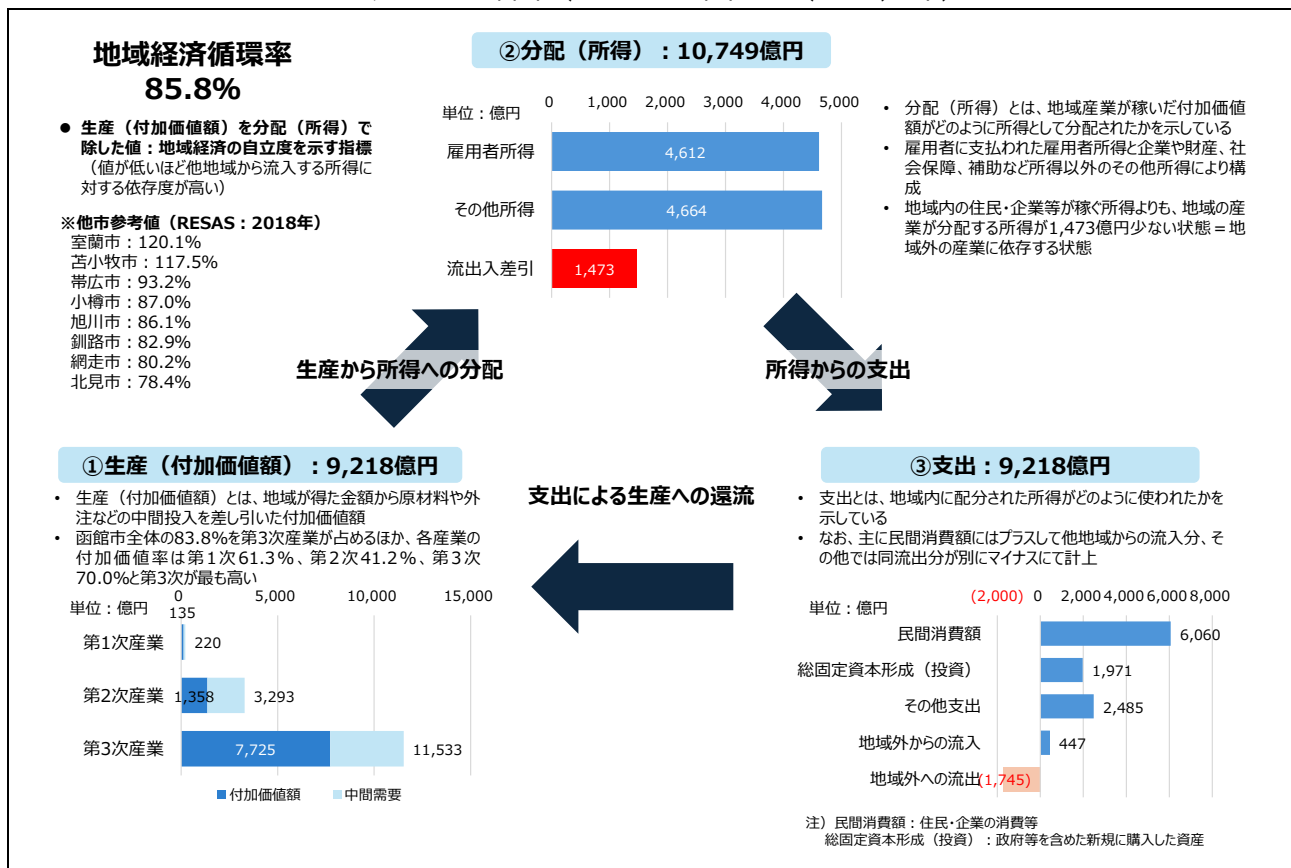 地域経済循環率
85.8%
● 生産（付加価値額）を分配（所得）で
除した値：地域経済の自立度を示す指標
（値が低いほど他地域から流入する所得に
対する依存度が高い）
※他市参考値（RESAS：2018年）
室蘭市：120.1%
苫小牧市：117.5%
帯広市：93.2%
小樽市：87.0%
旭川市：86.1%
釧路市：82.9%
網走市：80.2%
北見市：78.4%
②分配（所得）：10,749億円
単位：億円
0 1,000 2,000 3,000 4,000 5,000
雇用者所得 4,612
その他所得 4,664
流出入差引 1,473
• 分配（所得）とは、地域産業が稼いだ付加価値
額がどのように所得として分配されたかを示している
• 雇用者に支払われた雇用者所得と企業や財産、社
会保障、補助など所得以外のその他所得により構
成
• 地域内の住民・企業等が稼ぐ所得よりも、地域の産
業が分配する所得が1,473億円少ない状態＝地
域外の産業に依存する状態
生産から所得への分配
所得からの支出
①生産（付加価値額）：9,218億円
• 生産（付加価値額）とは、地域が得た金額から原材料や外
注などの中間投入を差し引いた付加価値額
• 函館市全体の83.8%を第3次産業が占めるほか、各産業の
付加価値率は第1次61.3%、第2次41.2%、第3次
70.0%と第3次が最も高い
単位：億円
0 5,000 10,000 15,000
第1次産業 135 220
第2次産業 1,358 3,293
第3次産業 7,725 11,533
■付加価値額 ■中間需要
支出による生産への還流
③支出：9,218億円
• 支出とは、地域内に配分された所得がどのように使われたかを
示している
• なお、主に民間消費額にはプラスして他地域からの流入分、そ
の他では同流出分が別にマイナスにて計上
単位：億円
(2,000) 0 2,000 4,000 6,000 8,000
民間消費額 6,060
総固定資本形成（投資） 1,971
その他支出 2,485
地域外からの流入 447
地域外への流出 (1,745)
注）民間消費額：住民・企業の消費等
総固定資本形成（投資）：政府等を含めた新規に購入した資産